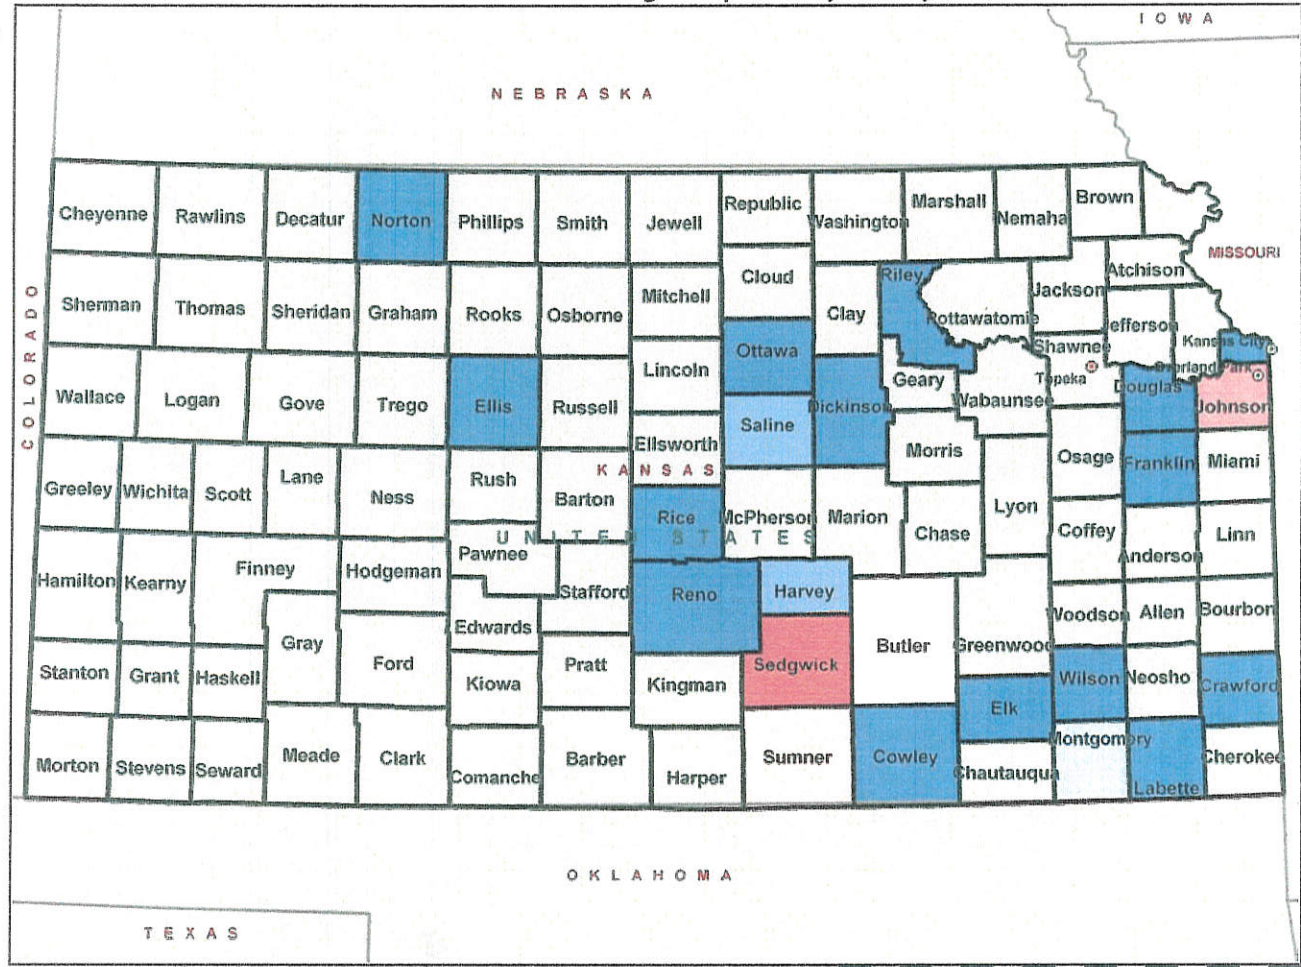 IOWA
NEBRASKA
Cheyenne
Rawlins
Decatur
Norton
Phillips
Smith
Jewell
Republic
Washington
Marshall
Nemaha
Brown
MISSOURI
COLORADO
Sherman
Thomas
Sheridan
Graham
Rooks
Osborne
Mitchell
Cloud
Clay
Riley
Pottawatomie
Jackson
Atchison
Jefferson
Shawnee
Topeka
Kansas City
Overland Park
Wallace
Logan
Gove
Trego
Ellis
Russell
Lincoln
Ottawa
Saline
Dickinson
Geary
Wabaunsee
Douglas
Johnson
Ellsworth
KANSAS
Morris
Osage
Franklin
Miami
Greeley
Wichita
Scott
Lane
Ness
Rush
Barton
Rice
McPherson
Marion
Chase
Lyon
Coffey
Anderson
Linn
UNITED STATES
Hamilton
Kearny
Finney
Hodgeman
Pawnee
Stafford
Reno
Harvey
Edwards
Gray
Ford
Kiowa
Pratt
Kingman
Sedgwick
Butler
Greenwood
Woodson
Allen
Bourbon
Stanton
Grant
Haskell
Elk
Wilson
Neosho
Crawford
Morton
Stevens
Seward
Meade
Clark
Comanche
Barber
Harper
Sumner
Cowley
Chautauqua
Montgomery
Labette
Cherokee
OKLAHOMA
TEXAS